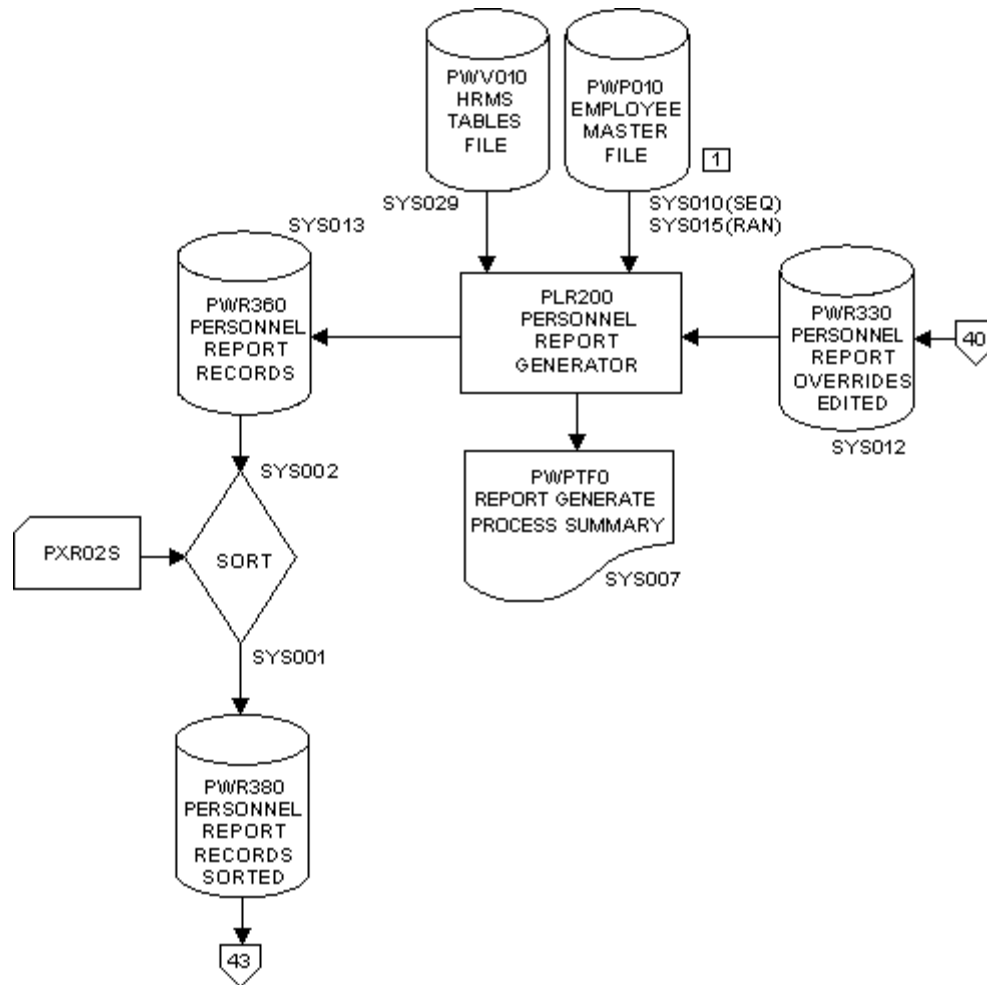 PWV010
HRMS
TABLES
FILE
PWP010
EMPLOYEE
MASTER
FILE
1
SYS029
SYS010(SEQ)
SYS015(RAN)
SYS013
PWR360
PERSONNEL
REPORT
RECORDS
PLR200
PERSONNEL
REPORT
GENERATOR
PWR330
PERSONNEL
REPORT
OVERRIDES
EDITED
40
SYS012
SYS002
PWPTF0
REPORT GENERATE
PROCESS SUMMARY
SYS007
PXR02S
SORT
SYS001
PWR380
PERSONNEL
REPORT
RECORDS
SORTED
43